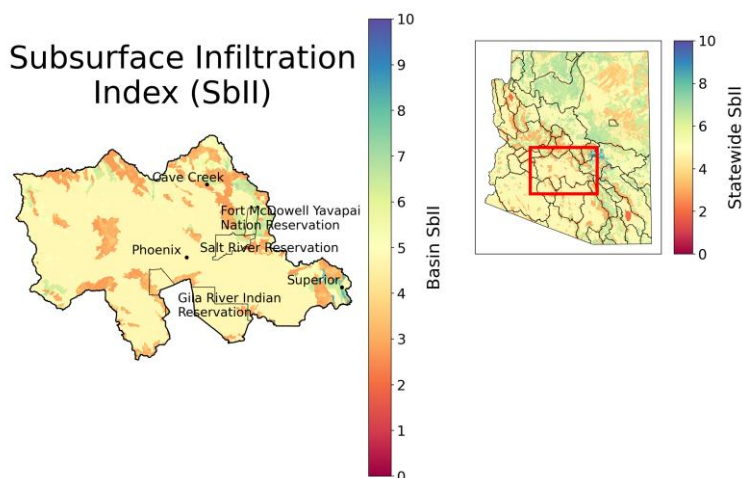 Subsurface Infiltration
Index (SbII)
Cave Creek
Fort McDowell Yavapai
Nation Reservation
Phoenix
Salt River Reservation
Superior
Gila River Indian
Reservation
10
9
8
7
6
5
4
3
2
1
0
Basin SbII
10
8
6
4
2
0
Statewide SbII